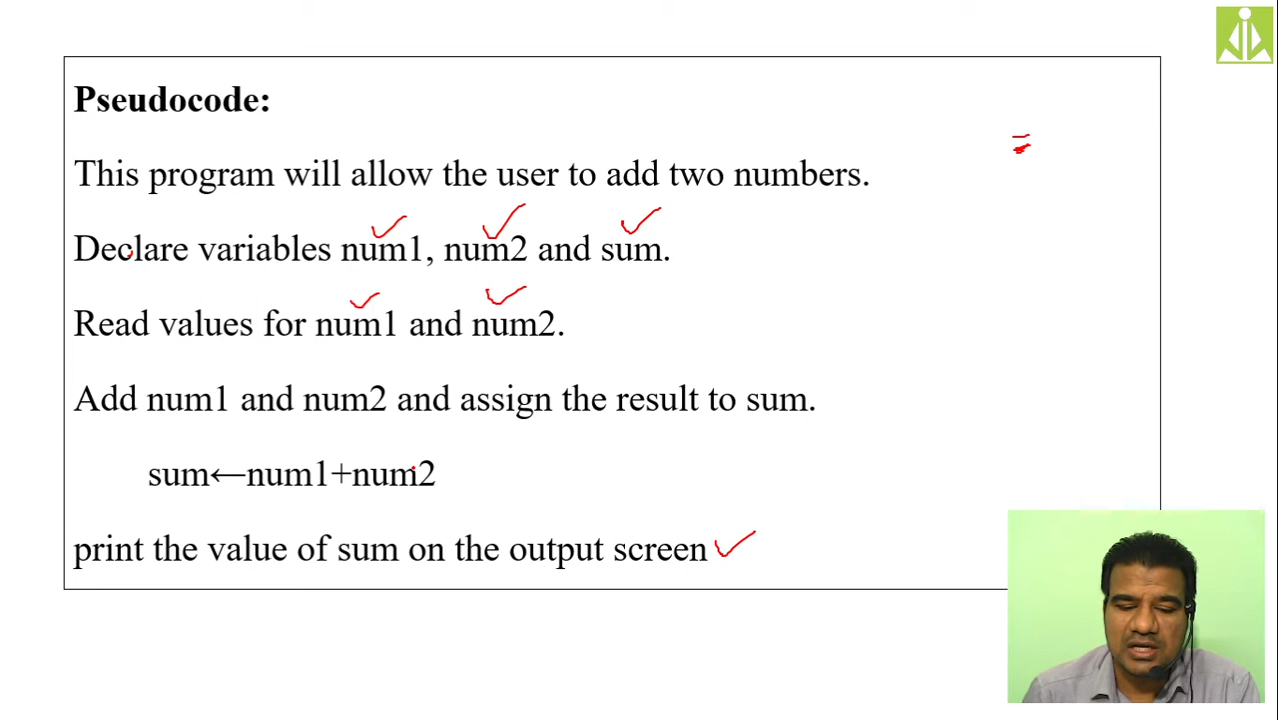 Pseudocode:
This program will allow the user to add two numbers.
Declare variables num1, num2 and sum.
Read values for num1 and num2.
Add num1 and num2 and assign the result to sum.
sum←num1+num2
print the value of sum on the output screen